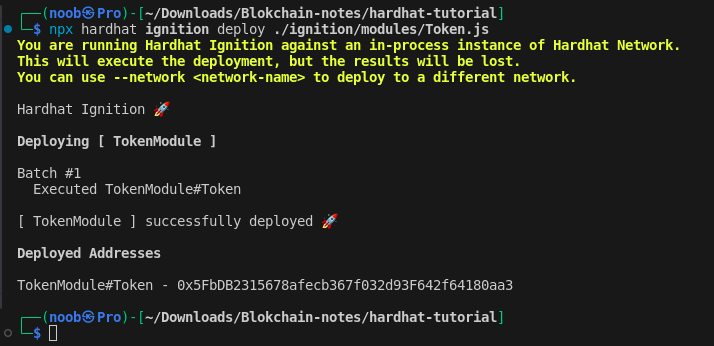 ┌──(noob㉿Pro)-[~/Downloads/Blokchain-notes/hardhat-tutorial]
└─$ npx hardhat ignition deploy ./ignition/modules/Token.js
You are running Hardhat Ignition against an in-process instance of Hardhat Network.
This will execute the deployment, but the results will be lost.
You can use --network <network-name> to deploy to a different network.
Hardhat Ignition 🚀
Deploying [ TokenModule ]
Batch #1
  Executed TokenModule#Token
[ TokenModule ] successfully deployed 🚀
Deployed Addresses
TokenModule#Token - 0x5FbDB2315678afecb367f032d93F642f64180aa3
┌──(noob㉿Pro)-[~/Downloads/Blokchain-notes/hardhat-tutorial]
└─$